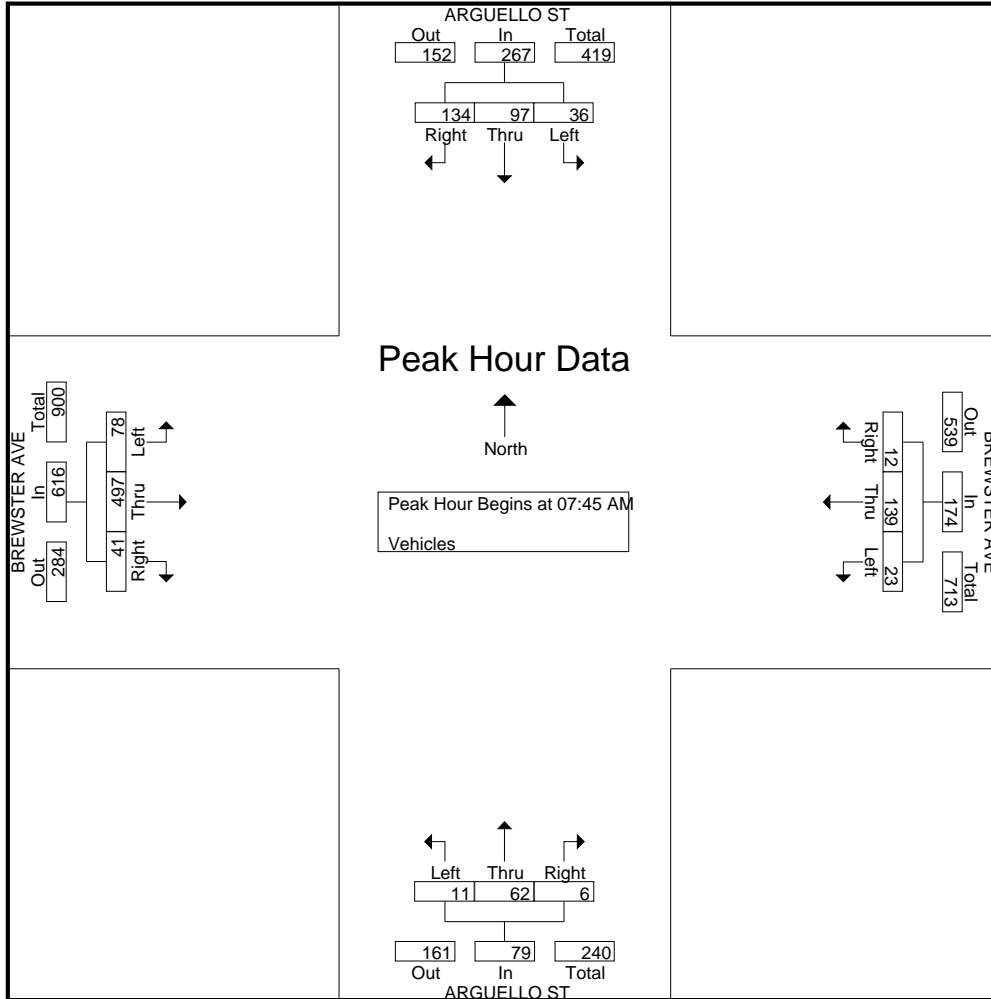 ARGUELLO ST
Out In Total
152 267 419
134 97 36
Right Thru Left
Peak Hour Data
North
Peak Hour Begins at 07:45 AM
Vehicles
BREWSTER AVE
Out In Total
284 616 900
Left Thru Right
78 497 41
BREWSTER AVE
Out In Total
539 174 713
12 139 23
Right Thru Left
Left Thru Right
11 62 6
161 79 240
Out In Total
ARGUELLO ST